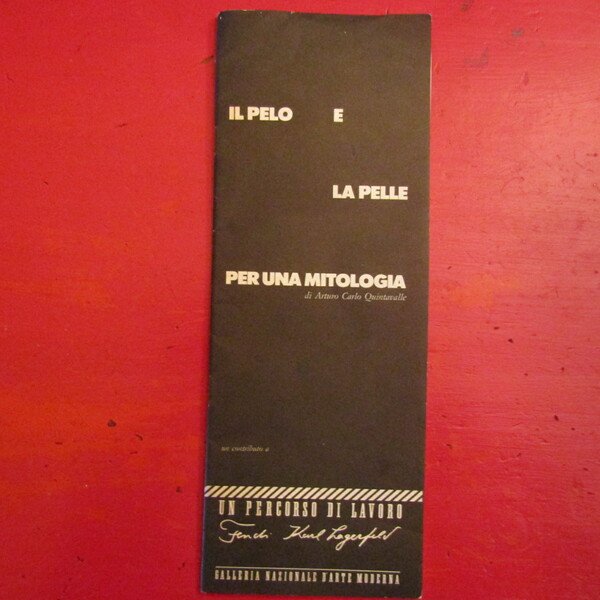 IL PELO E
LA PELLE
PER UNA MITOLOGIA
di Arturo Carlo Quintavalle
un contributo a
UN PERCORSO DI LAVORO
Fendi Karl Lagerfeld
GALLERIA NAZIONALE D'ARTE MODERNA